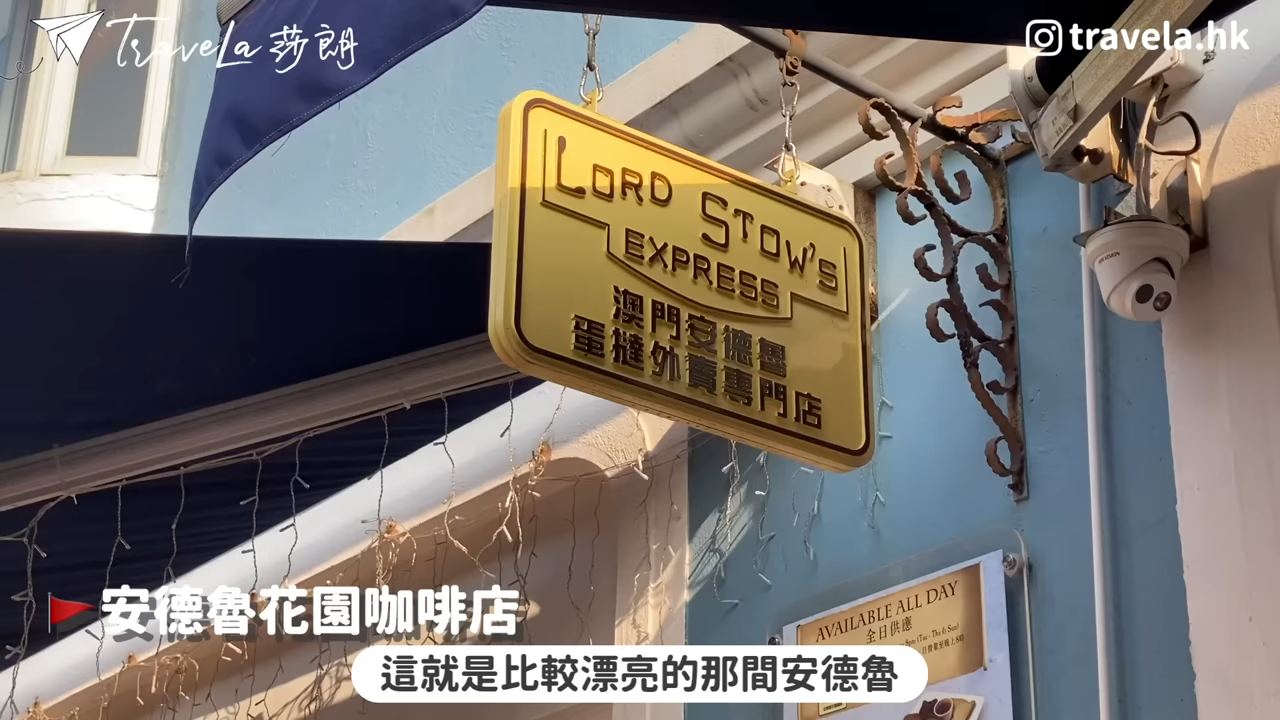 TraveLa 莎朗
travela.hk
LORD STOW'S
EXPRESS
澳門安德魯
蛋撻外賣專門店
AVAILABLE ALL DAY
全日供應
安德魯花園咖啡店
這就是比較漂亮的那間安德魯